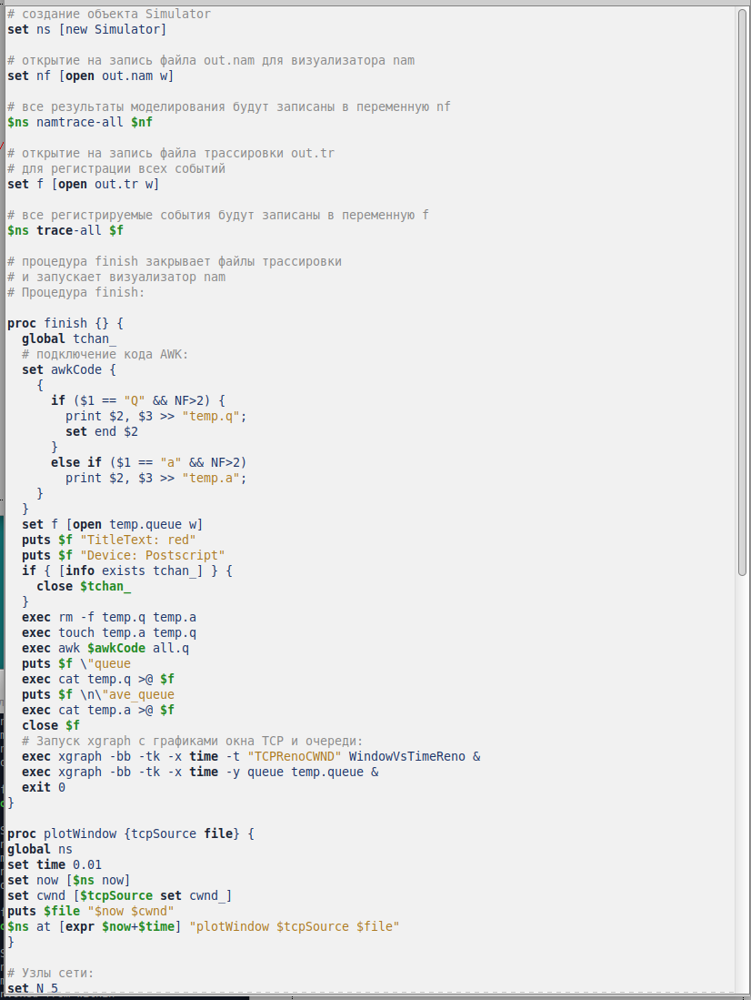 # создание объекта Simulator
set ns [new Simulator]

# открытие на запись файла out.nam для визуализатора nam
set nf [open out.nam w]

# все результаты моделирования будут записаны в переменную nf
$ns namtrace-all $nf

# открытие на запись файла трассировки out.tr
# для регистрации всех событий
set f [open out.tr w]

# все регистрируемые события будут записаны в переменную f
$ns trace-all $f

# процедура finish закрывает файлы трассировки
# и запускает визуализатор nam
# Процедура finish:

proc finish {} {
  global tchan_
  # подключение кода AWK:
  set awkCode {
    {
      if ($1 == "Q" && NF>2) {
        print $2, $3 >> "temp.q";
        set end $2
      }
      else if ($1 == "a" && NF>2)
        print $2, $3 >> "temp.a";
    }
  }
  set f [open temp.queue w]
  puts $f "TitleText: red"
  puts $f "Device: Postscript"
  if { [info exists tchan_] } {
    close $tchan_
  }
  exec rm -f temp.q temp.a
  exec touch temp.a temp.q
  exec awk $awkCode all.q
  puts $f \"queue
  exec cat temp.q >@ $f
  puts $f \n\"ave_queue
  exec cat temp.a >@ $f
  close $f
  # Запуск xgraph с графиками окна TCP и очереди:
  exec xgraph -bb -tk -x time -t "TCPRenoCWND" WindowVsTimeReno &
  exec xgraph -bb -tk -x time -y queue temp.queue &
  exit 0
}

proc plotWindow {tcpSource file} {
global ns
set time 0.01
set now [$ns now]
set cwnd [$tcpSource set cwnd_]
puts $file "$now $cwnd"
$ns at [expr $now+$time] "plotWindow $tcpSource $file"
}

# Узлы сети:
set N 5